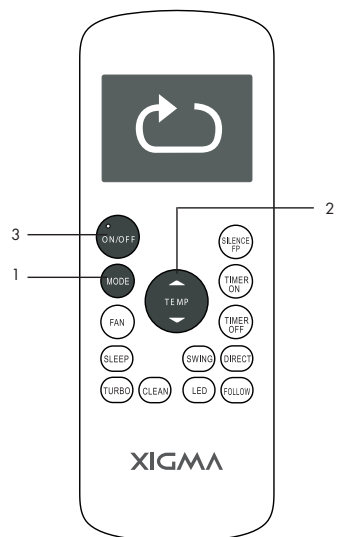 2
3
ON/OFF
SILENCE
FP
1
MODE
TEMP
TIMER
ON
FAN
TIMER
OFF
SLEEP
SWING
DIRECT
TURBO
CLEAN
LED
FOLLOW
XIGMA